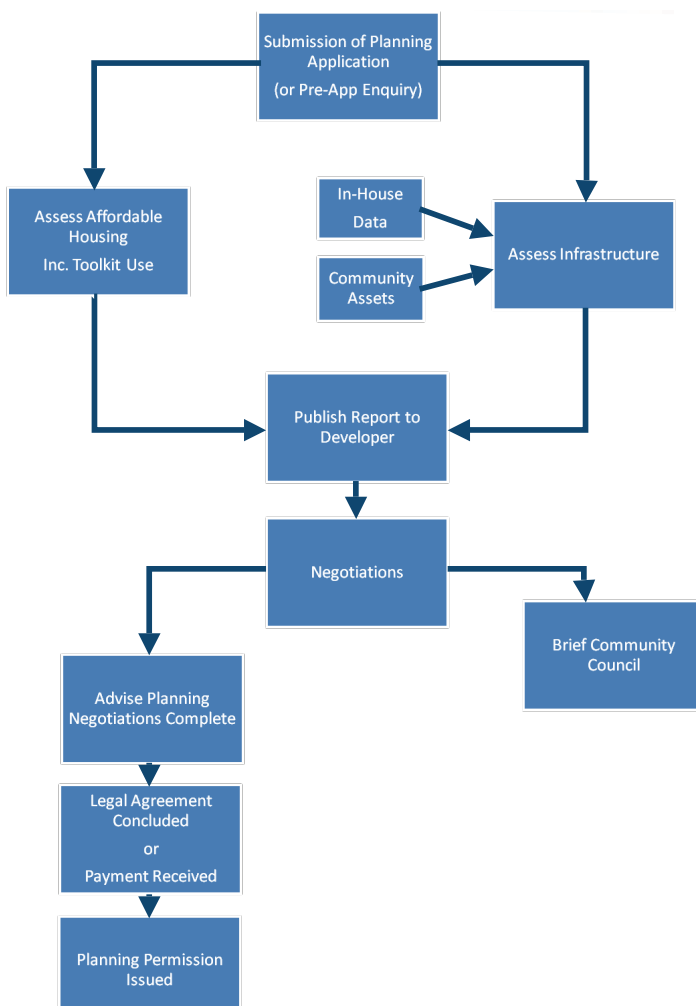 Submission of Planning
Application
(or Pre-App Enquiry)
Assess Affordable
Housing
Inc. Toolkit Use
In-House
Data
Community
Assets
Assess Infrastructure
Publish Report to
Developer
Negotiations
Brief Community
Council
Advise Planning
Negotiations Complete
Legal Agreement
Concluded
or
Payment Received
Planning Permission
Issued